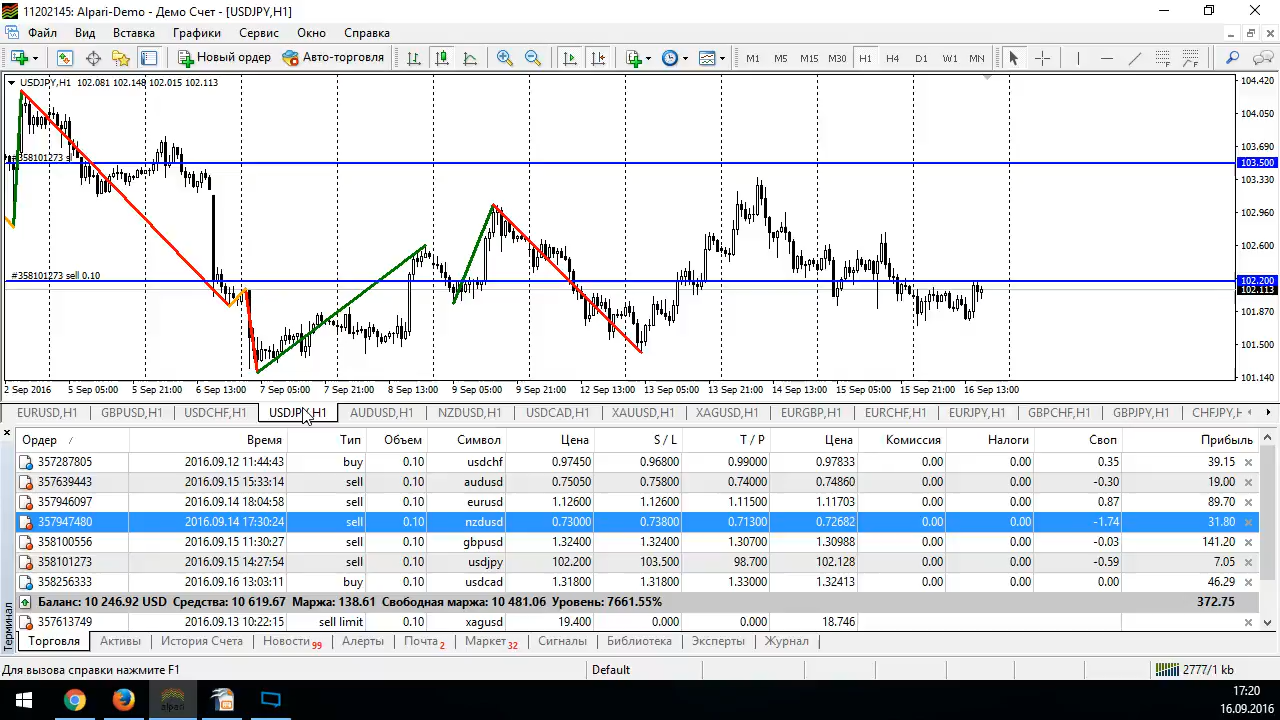 11202145: Alpari-Demo - Демо Счет - [USDJPY,H1]
Файл Вид Вставка Графики Сервис Окно Справка
Новый ордер Авто-торговля M1 M5 M15 M30 H1 H4 D1 W1 MN
USDJPY,H1 102.081 102.148 102.015 102.113
104.420
104.050
103.690
#358101273 sl
103.500
103.330
102.960
102.600
#358101273 sell 0.10
102.200
102.113
101.870
101.500
101.140
2 Sep 2016 5 Sep 05:00 5 Sep 21:00 6 Sep 13:00 7 Sep 05:00 7 Sep 21:00 8 Sep 13:00 9 Sep 05:00 9 Sep 21:00 12 Sep 13:00 13 Sep 05:00 13 Sep 21:00 14 Sep 13:00 15 Sep 05:00 15 Sep 21:00 16 Sep 13:00
EURUSD,H1 GBPUSD,H1 USDCHF,H1 USDJPY,H1 AUDUSD,H1 NZDUSD,H1 USDCAD,H1 XAUUSD,H1 XAGUSD,H1 EURGBP,H1 EURCHF,H1 EURJPY,H1 GBPCHF,H1 GBPJPY,H1 CHFJPY,H
Ордер / Время Тип Объем Символ Цена S / L T / P Цена Комиссия Налоги Своп Прибыль
357287805 2016.09.12 11:44:43 buy 0.10 usdchf 0.97450 0.96800 0.99000 0.97833 0.00 0.00 0.35 39.15
357639443 2016.09.15 15:33:14 sell 0.10 audusd 0.75050 0.75800 0.74000 0.74860 0.00 0.00 -0.30 19.00
357946097 2016.09.14 18:04:58 sell 0.10 eurusd 1.12600 1.12600 1.11500 1.11703 0.00 0.00 0.87 89.70
357947480 2016.09.14 17:30:24 sell 0.10 nzdusd 0.73000 0.73800 0.71300 0.72682 0.00 0.00 -1.74 31.80
358100556 2016.09.15 11:30:27 sell 0.10 gbpusd 1.32400 1.32400 1.30700 1.30988 0.00 0.00 -0.03 141.20
358101273 2016.09.15 14:27:54 sell 0.10 usdjpy 102.200 103.500 98.700 102.128 0.00 0.00 -0.59 7.05
358256333 2016.09.16 13:03:11 buy 0.10 usdcad 1.31800 1.31800 1.33000 1.32413 0.00 0.00 0.00 46.29
Баланс: 10 246.92 USD Средства: 10 619.67 Маржа: 138.61 Свободная маржа: 10 481.06 Уровень: 7661.55% 372.75
357613749 2016.09.13 10:22:15 sell limit 0.10 xagusd 19.400 0.000 0.000 18.746
Терминал
Торговля Активы История Счета Новости 99 Алерты Почта 2 Маркет 32 Сигналы Библиотека Эксперты Журнал
Для вызова справки нажмите F1 Default 2777/1 kb
alpari
17:20
16.09.2016